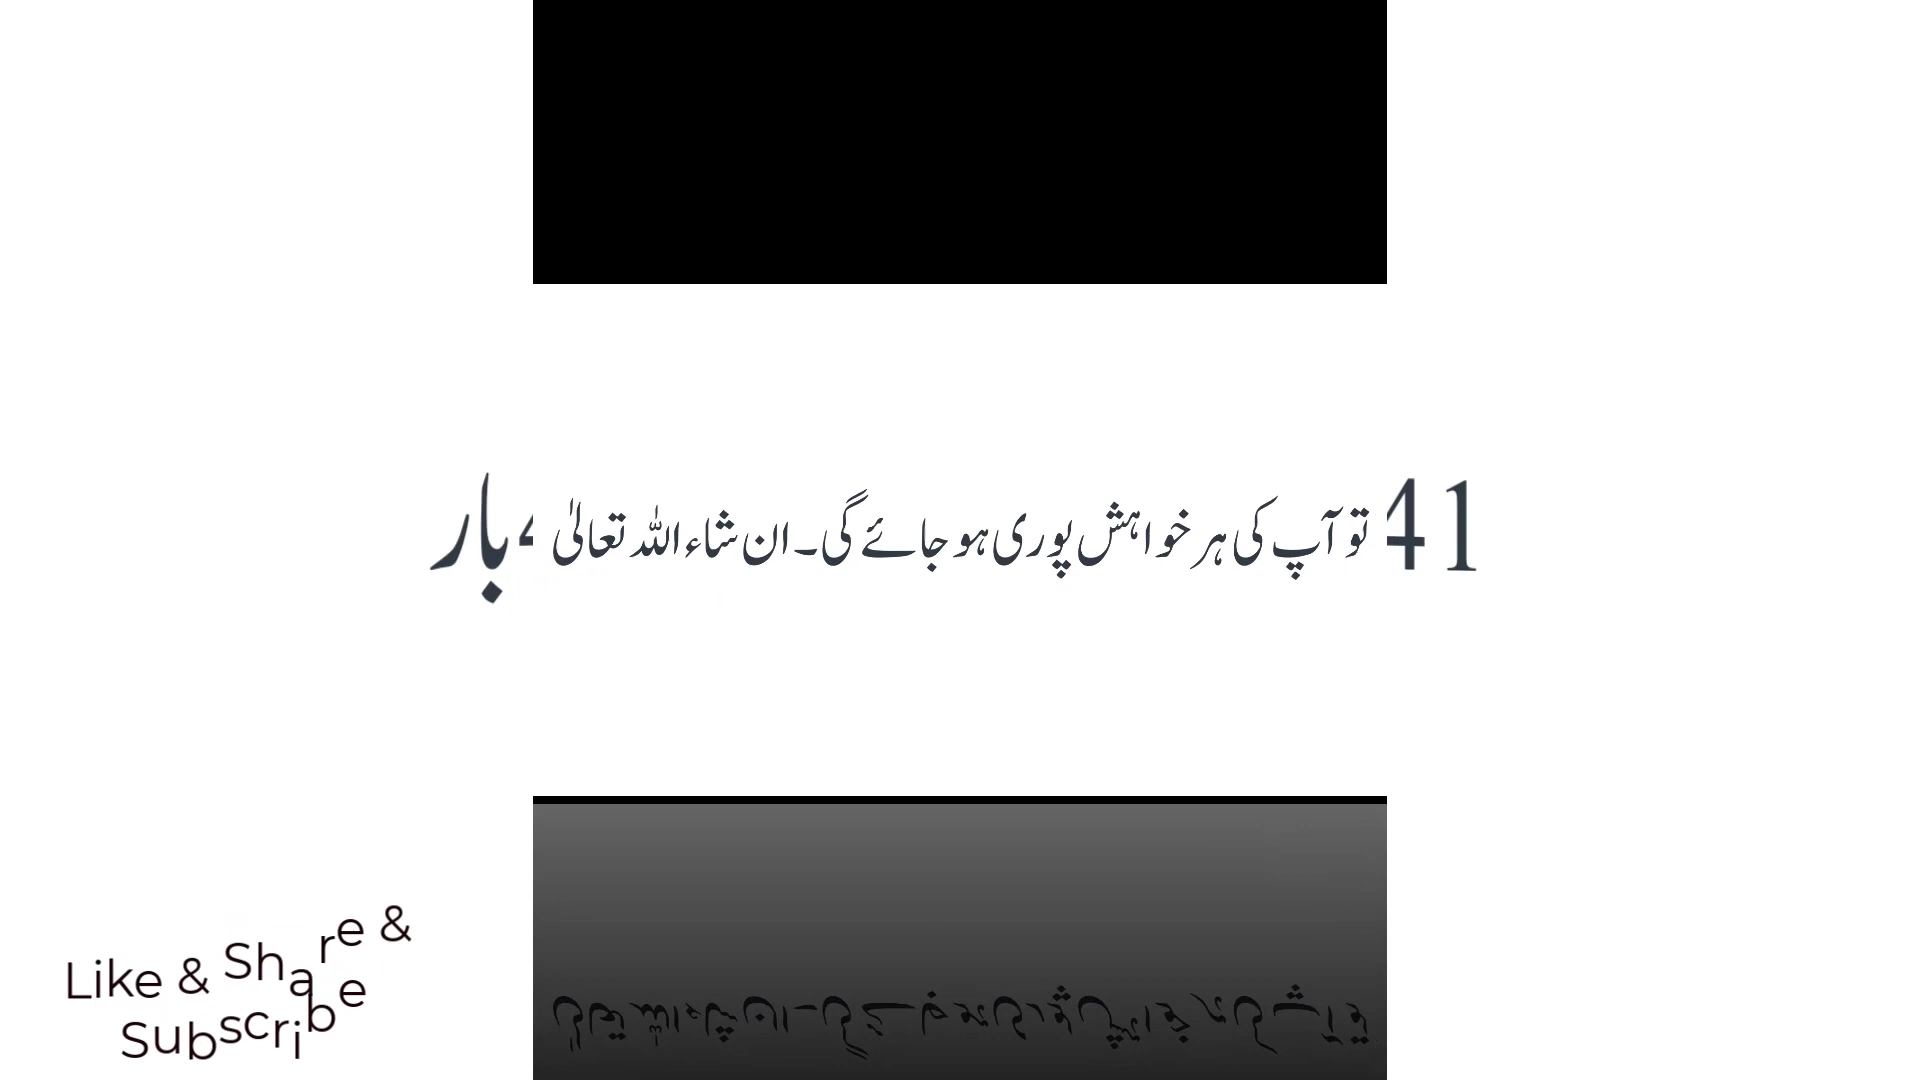 41 بار،
تو آپ کی ہر خواہش پوری ہو جائے گی۔ ان شاء اللہ تعالیٰ
Like & Share &
Subscribe